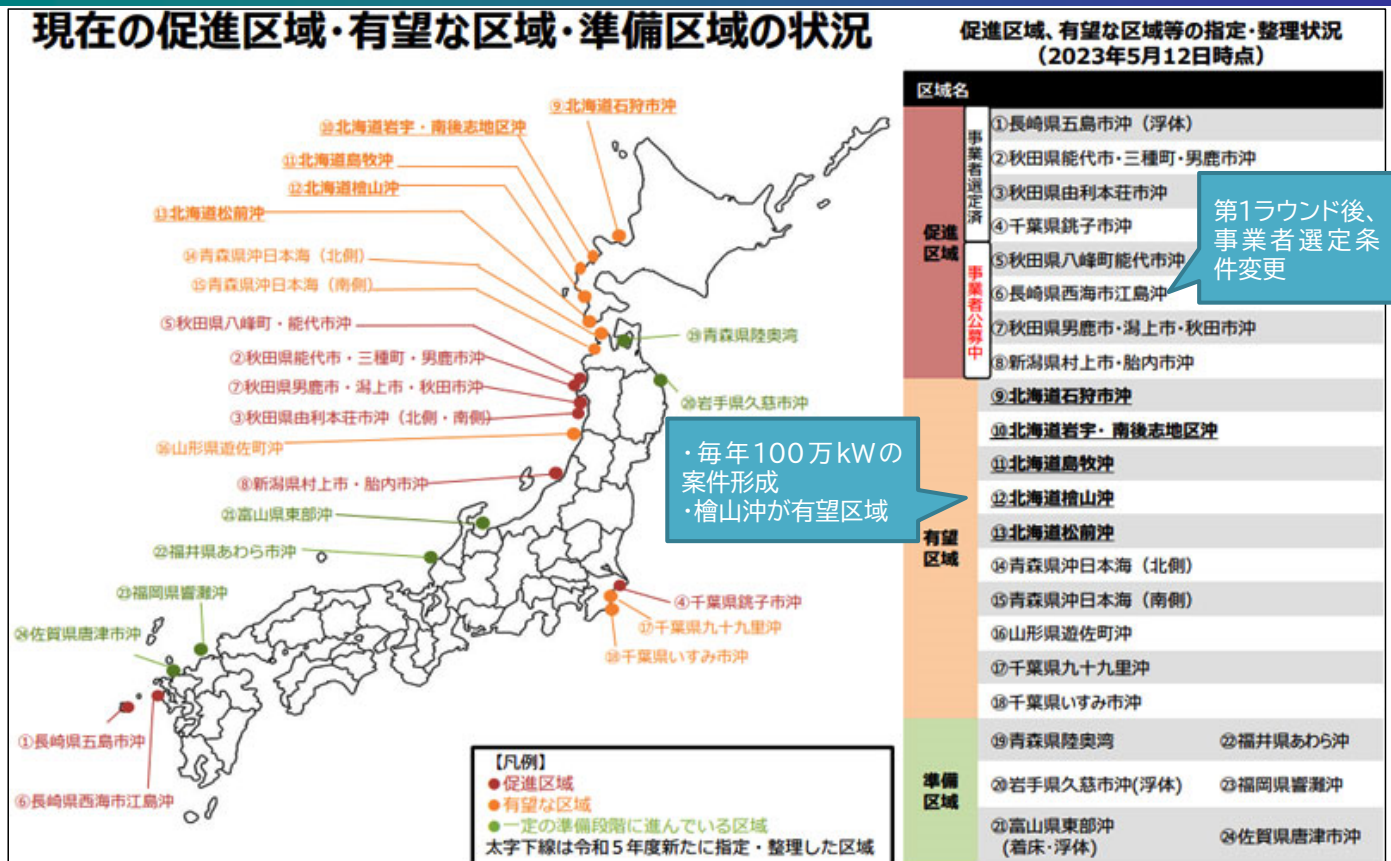 現在の促進区域・有望な区域・準備区域の状況
⑨北海道石狩市沖
⑩北海道岩宇・南後志地区沖
⑪北海道島牧沖
⑫北海道檜山沖
⑬北海道松前沖
⑭青森県沖日本海（北側）
⑮青森県沖日本海（南側）
⑤秋田県八峰町・能代市沖
②秋田県能代市・三種町・男鹿市沖
⑦秋田県男鹿市・潟上市・秋田市沖
③秋田県由利本荘市沖（北側・南側）
⑯山形県遊佐町沖
⑧新潟県村上市・胎内市沖
㉑富山県東部沖
㉒福井県あわら市沖
㉓福岡県響灘沖
㉔佐賀県唐津市沖
①長崎県五島市沖
⑥長崎県西海市江島沖
⑲青森県陸奥湾
⑳岩手県久慈市沖
④千葉県銚子市沖
⑰千葉県九十九里沖
⑱千葉県いすみ市沖
・毎年100万kWの
案件形成
・檜山沖が有望区域
【凡例】
●促進区域
●有望な区域
●一定の準備段階に進んでいる区域
太字下線は令和５年度新たに指定・整理した区域
促進区域、有望な区域等の指定・整理状況
（2023年5月12日時点）
区域名
促進
区域
事業者選定済
①長崎県五島市沖（浮体）
②秋田県能代市・三種町・男鹿市沖
③秋田県由利本荘市沖
④千葉県銚子市沖
事業者公募中
⑤秋田県八峰町能代市沖
⑥長崎県西海市江島沖
⑦秋田県男鹿市・潟上市・秋田市沖
⑧新潟県村上市・胎内市沖
第1ラウンド後、
事業者選定条
件変更
有望
区域
⑨北海道石狩市沖
⑩北海道岩宇・南後志地区沖
⑪北海道島牧沖
⑫北海道檜山沖
⑬北海道松前沖
⑭青森県沖日本海（北側）
⑮青森県沖日本海（南側）
⑯山形県遊佐町沖
⑰千葉県九十九里沖
⑱千葉県いすみ市沖
準備
区域
⑲青森県陸奥湾 ㉒福井県あわら沖
⑳岩手県久慈市沖(浮体) ㉓福岡県響灘沖
㉑富山県東部沖
(着床・浮体) ㉔佐賀県唐津市沖